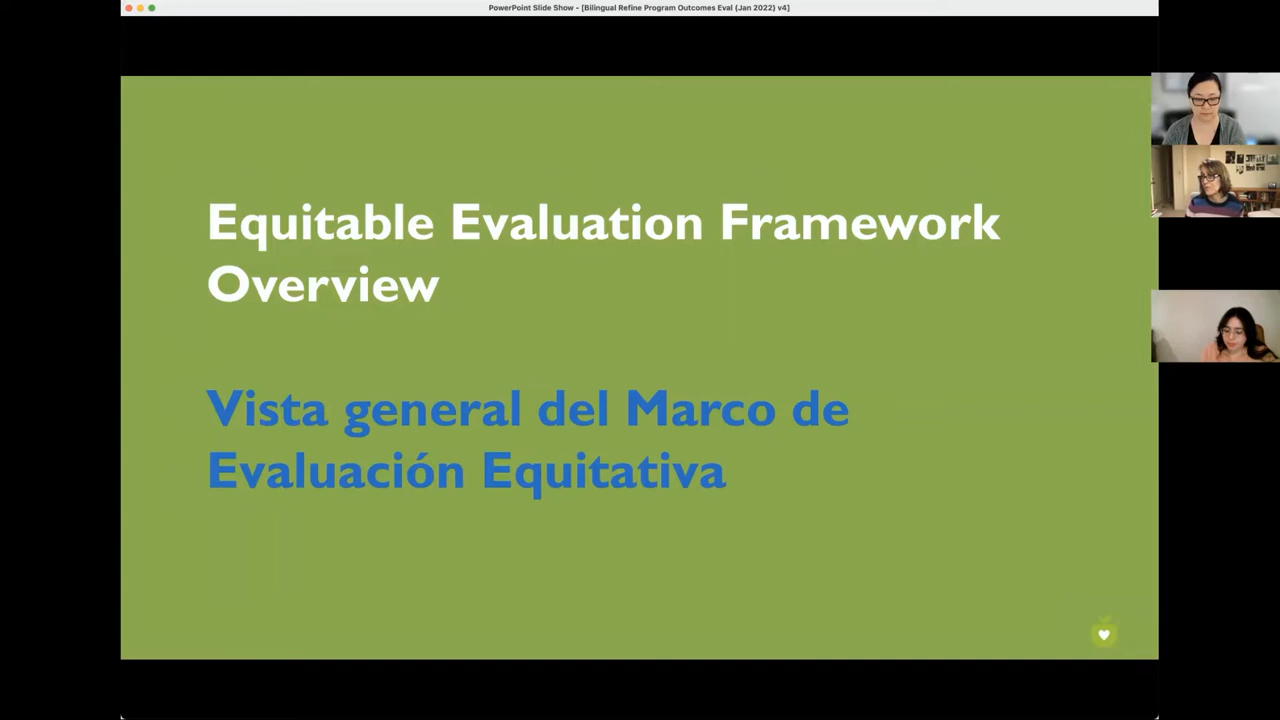 PowerPoint Slide Show - [Bilingual Refine Program Outcomes Eval (Jan 2022) v4]
Equitable Evaluation Framework
Overview
Vista general del Marco de
Evaluación Equitativa